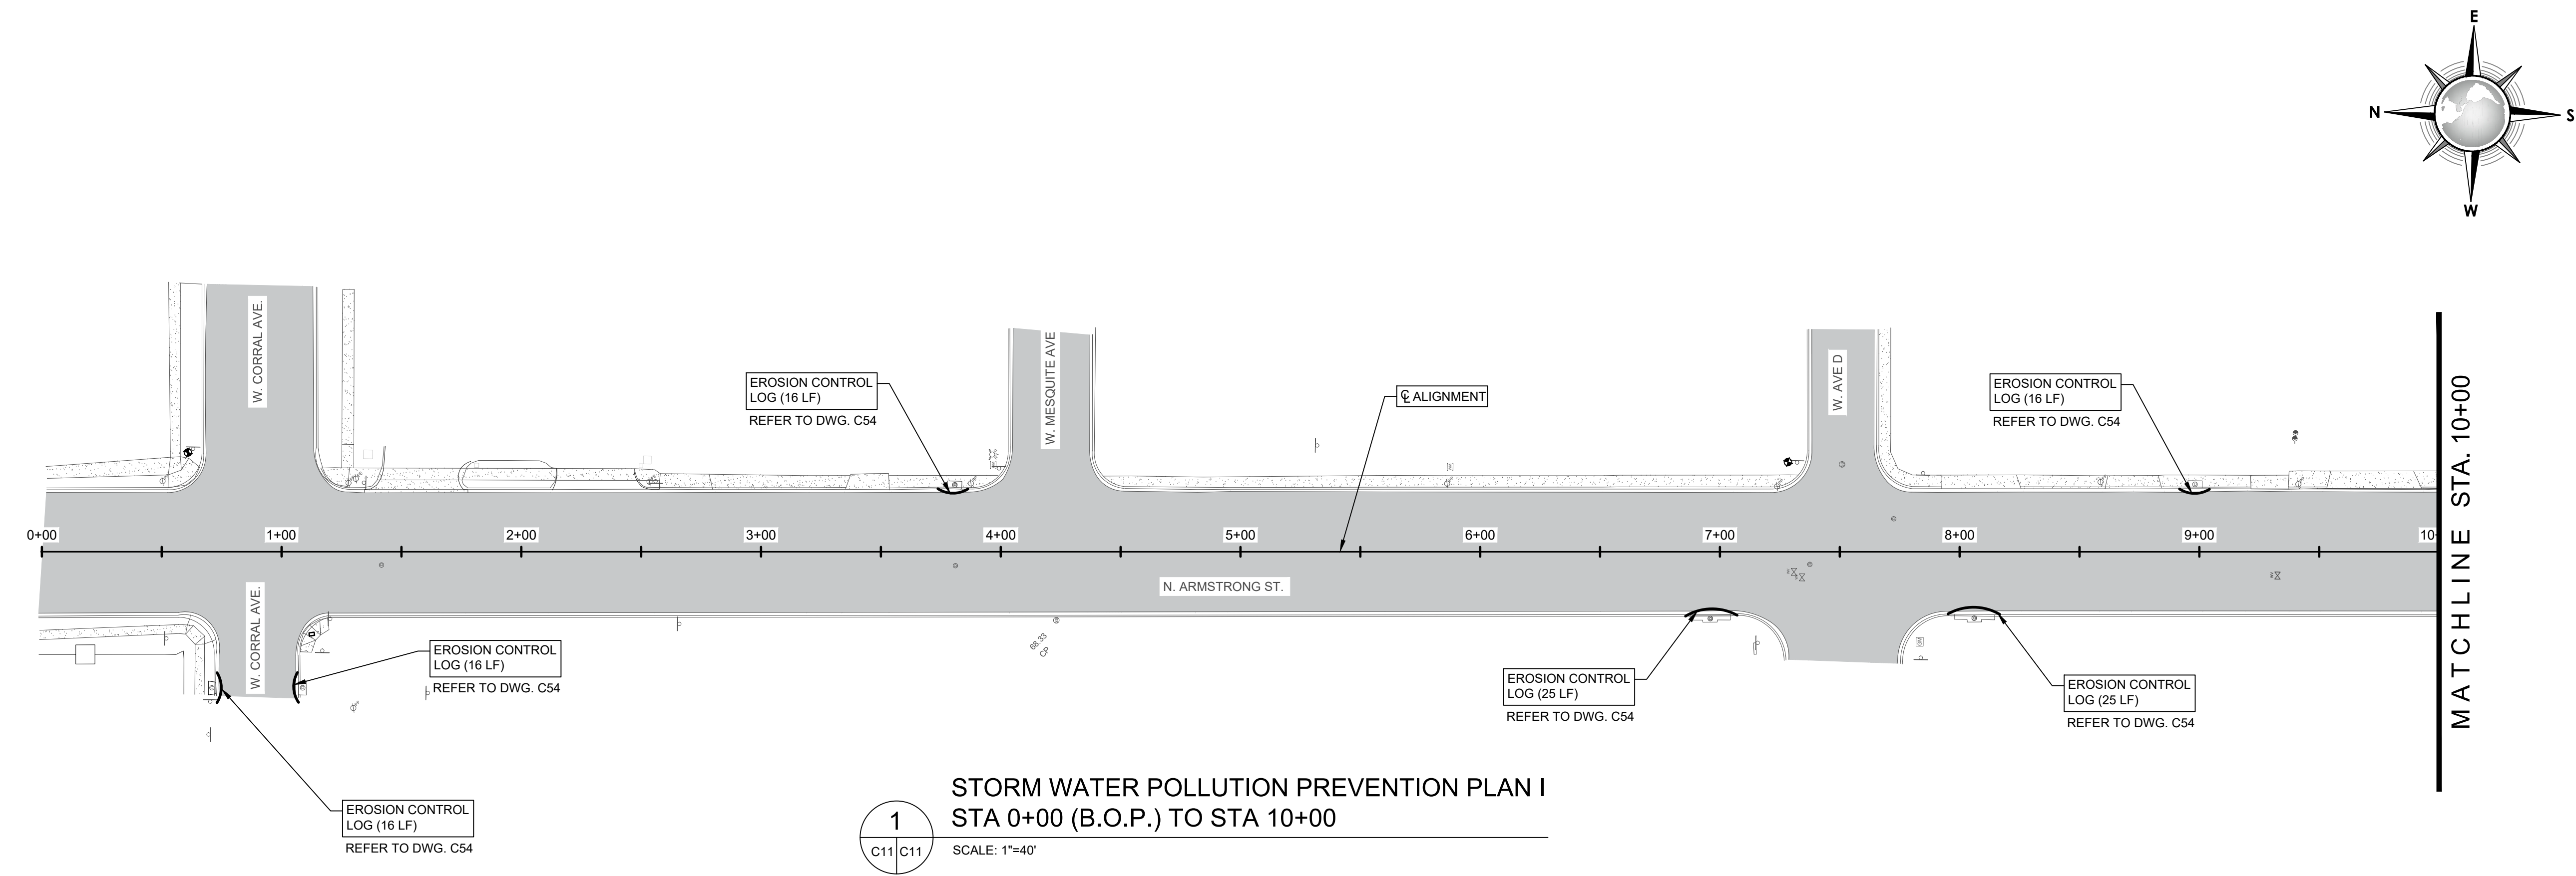 E
N
S
W
W. CORRAL AVE.
W. MESQUITE AVE
W. AVE D
EROSION CONTROL
LOG (16 LF)
REFER TO DWG. C54
℄ ALIGNMENT
EROSION CONTROL
LOG (16 LF)
REFER TO DWG. C54
MATCHLINE STA. 10+00
0+00
1+00
2+00
3+00
4+00
5+00
6+00
7+00
8+00
9+00
10+
N. ARMSTRONG ST.
W. CORRAL AVE.
68.33
CP
EROSION CONTROL
LOG (16 LF)
REFER TO DWG. C54
EROSION CONTROL
LOG (25 LF)
REFER TO DWG. C54
EROSION CONTROL
LOG (25 LF)
REFER TO DWG. C54
EROSION CONTROL
LOG (16 LF)
REFER TO DWG. C54
1
C11 C11
STORM WATER POLLUTION PREVENTION PLAN I
STA 0+00 (B.O.P.) TO STA 10+00
SCALE: 1"=40'